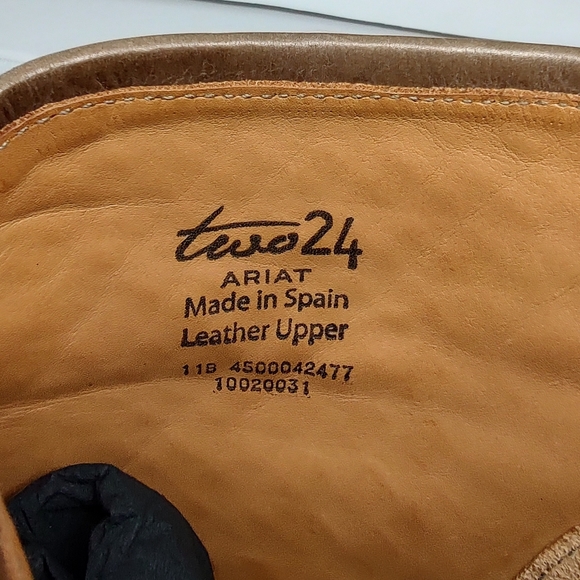 two24
ARIAT
Made in Spain
Leather Upper
11B 4500042477
10020031